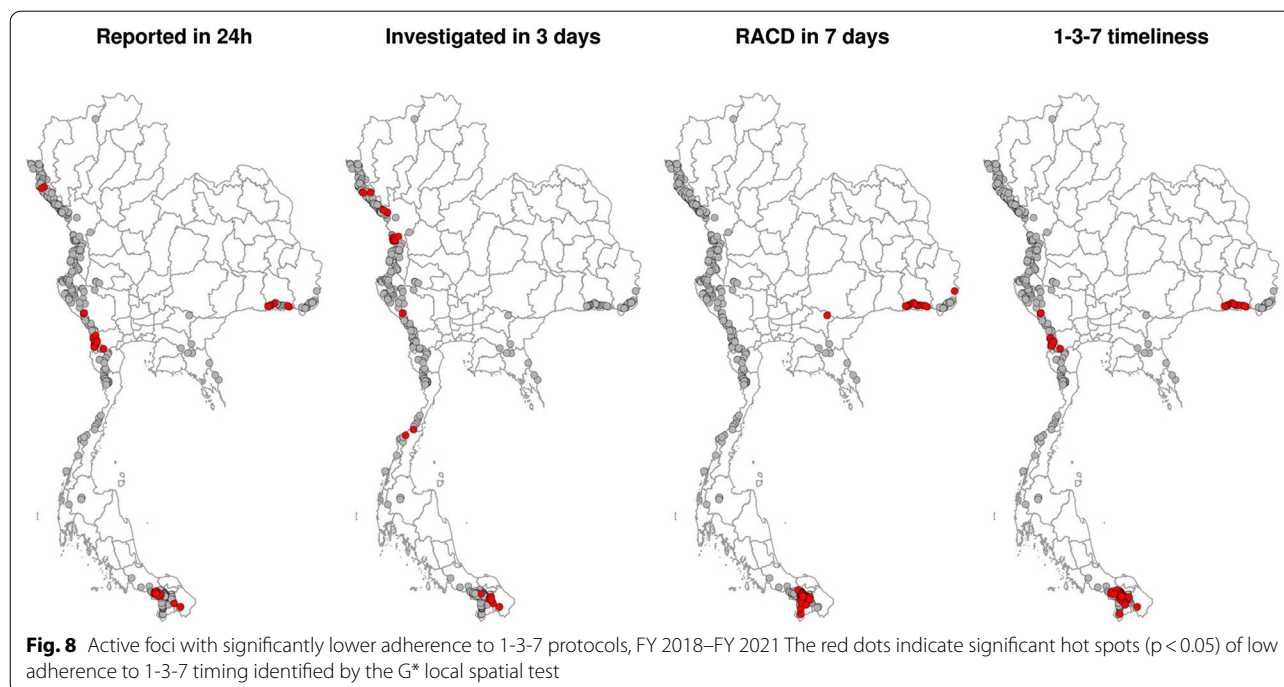 Reported in 24h
Investigated in 3 days
RACD in 7 days
1-3-7 timeliness
Fig. 8 Active foci with significantly lower adherence to 1-3-7 protocols, FY 2018–FY 2021 The red dots indicate significant hot spots (p < 0.05) of low
adherence to 1-3-7 timing identified by the G* local spatial test